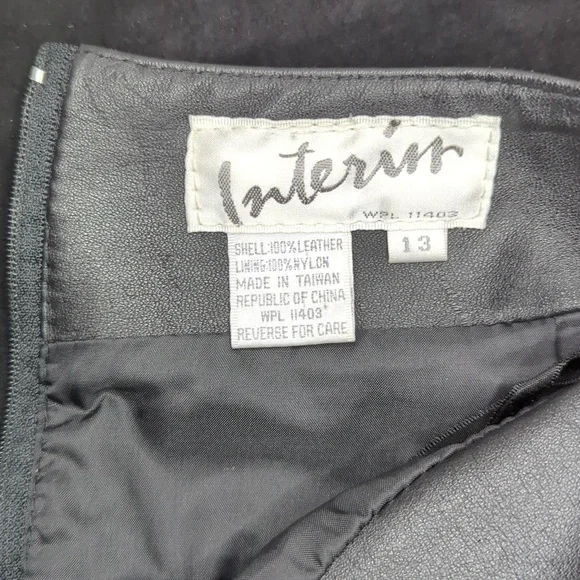 Interim
WPL 11403
13
SHELL:100%LEATHER
LINING:100%NYLON
MADE IN TAIWAN
REPUBLIC OF CHINA
WPL 11403
REVERSE FOR CARE